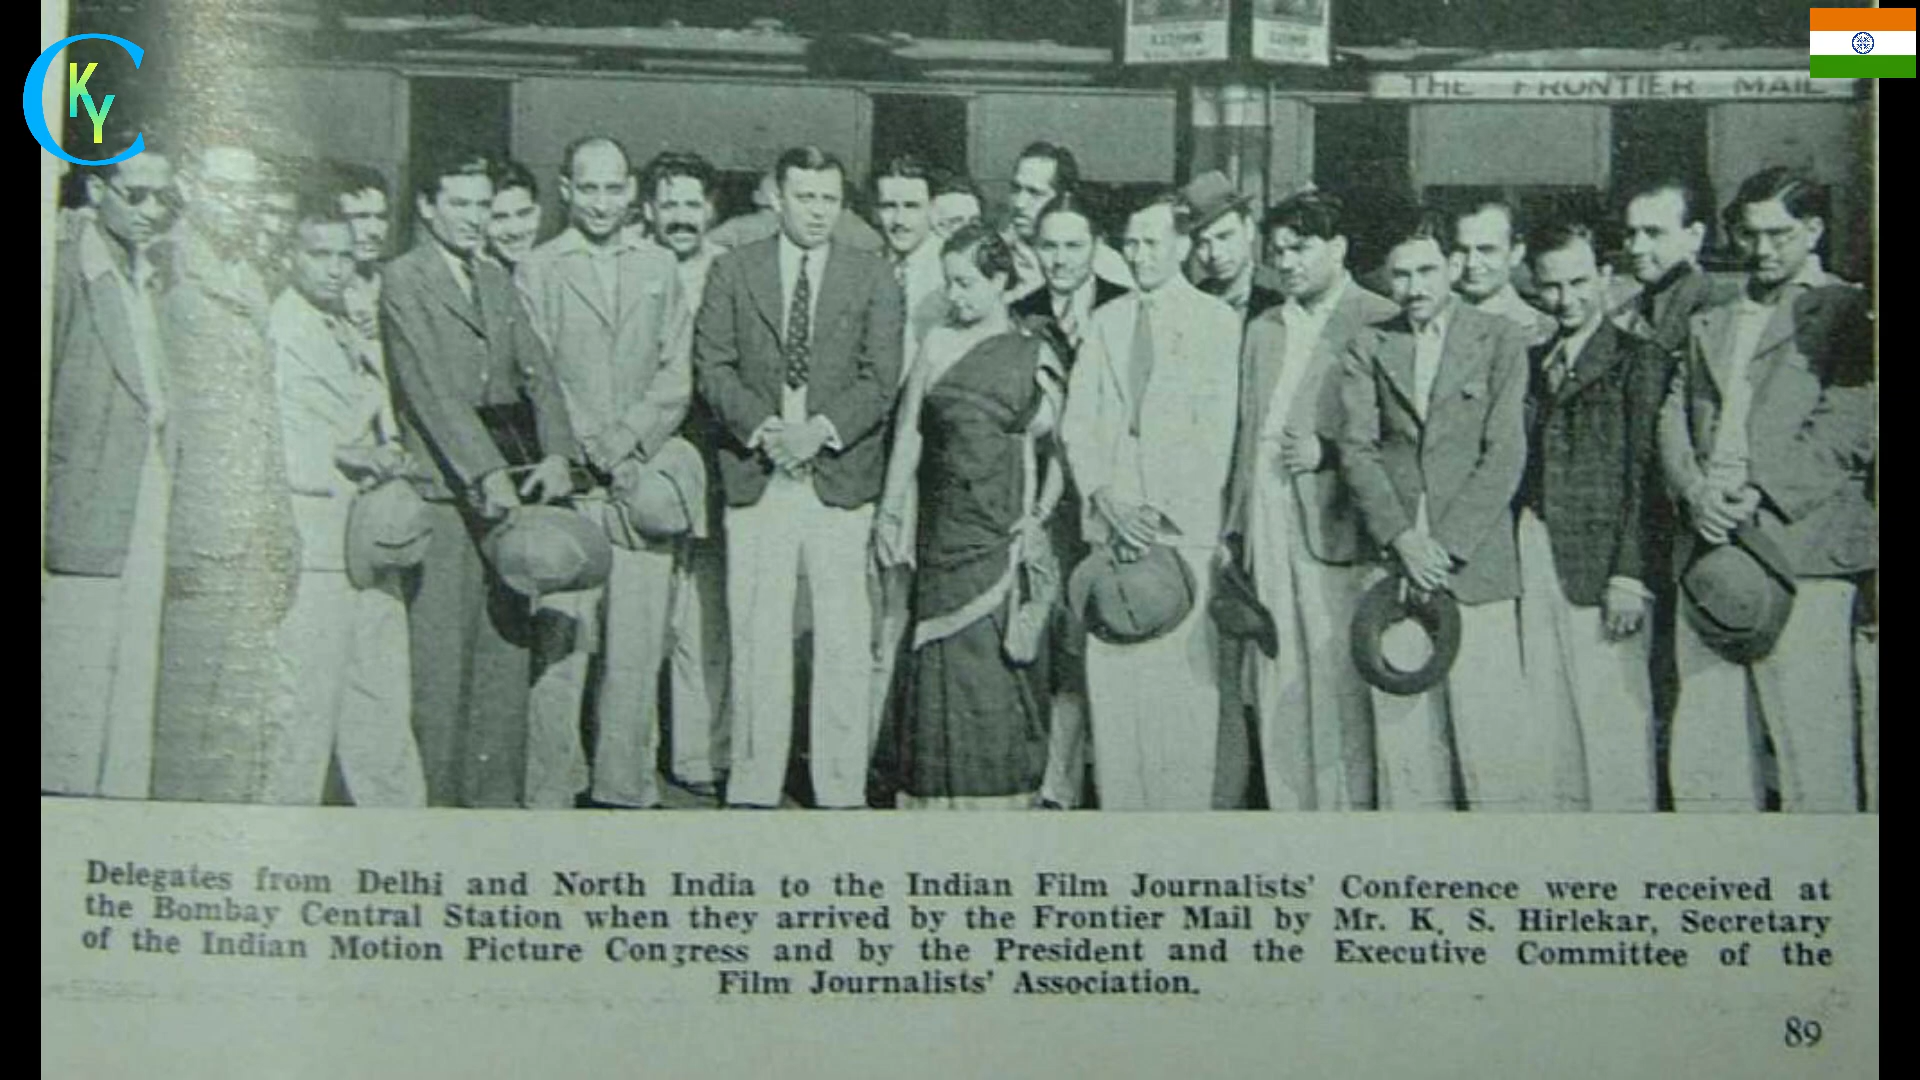 CKY
THE FRONTIER MAIL
Delegates from Delhi and North India to the Indian Film Journalists' Conference were received at
the Bombay Central Station when they arrived by the Frontier Mail by Mr. K. S. Hirlekar, Secretary
of the Indian Motion Picture Congress and by the President and the Executive Committee of the
Film Journalists' Association.
89